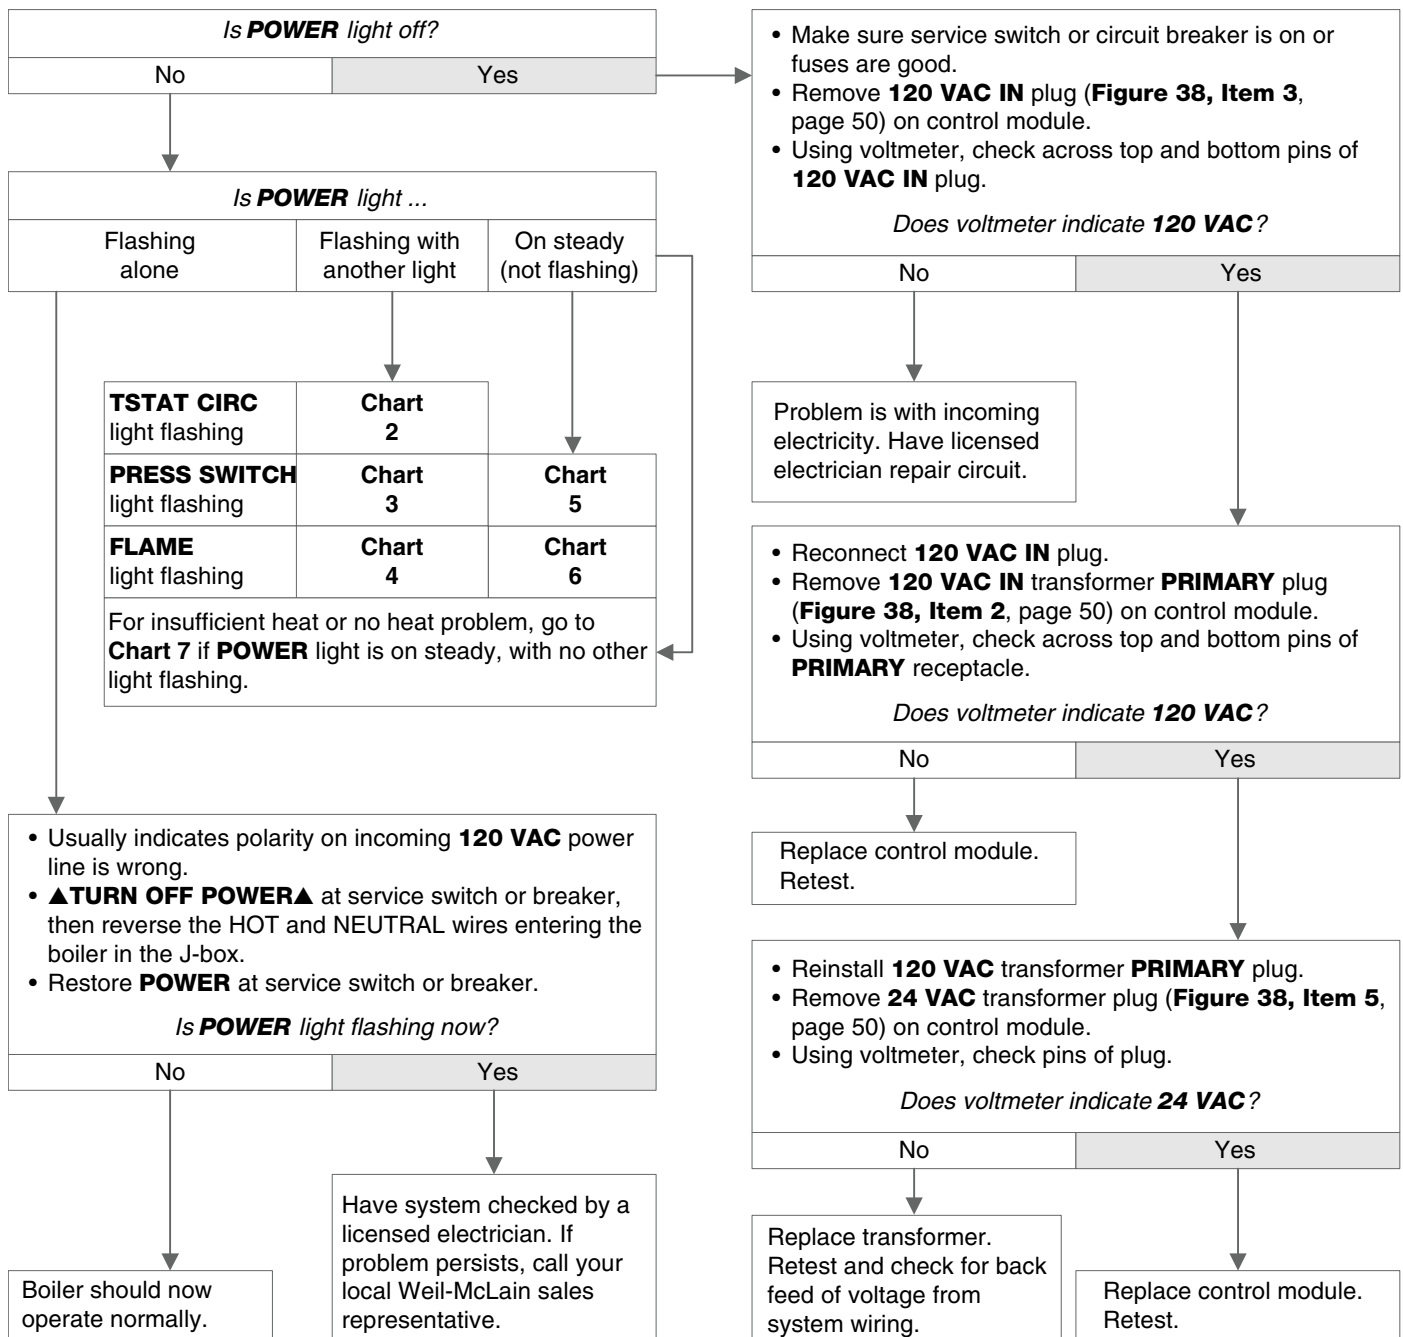 Is POWER light off?
No
Yes
Is POWER light ...
Flashing
alone
Flashing with
another light
On steady
(not flashing)
TSTAT CIRC
light flashing
Chart
2
PRESS SWITCH
light flashing
Chart
3
Chart
5
FLAME
light flashing
Chart
4
Chart
6
For insufficient heat or no heat problem, go to
Chart 7 if POWER light is on steady, with no other
light flashing.
• Usually indicates polarity on incoming 120 VAC power
line is wrong.
• ▲TURN OFF POWER▲ at service switch or breaker,
then reverse the HOT and NEUTRAL wires entering the
boiler in the J-box.
• Restore POWER at service switch or breaker.
Is POWER light flashing now?
No
Yes
Boiler should now
operate normally.
Have system checked by a
licensed electrician. If
problem persists, call your
local Weil-McLain sales
representative.
• Make sure service switch or circuit breaker is on or
fuses are good.
• Remove 120 VAC IN plug (Figure 38, Item 3,
page 50) on control module.
• Using voltmeter, check across top and bottom pins of
120 VAC IN plug.
Does voltmeter indicate 120 VAC?
No
Yes
Problem is with incoming
electricity. Have licensed
electrician repair circuit.
• Reconnect 120 VAC IN plug.
• Remove 120 VAC IN transformer PRIMARY plug
(Figure 38, Item 2, page 50) on control module.
• Using voltmeter, check across top and bottom pins of
PRIMARY receptacle.
Does voltmeter indicate 120 VAC?
No
Yes
Replace control module.
Retest.
• Reinstall 120 VAC transformer PRIMARY plug.
• Remove 24 VAC transformer plug (Figure 38, Item 5,
page 50) on control module.
• Using voltmeter, check pins of plug.
Does voltmeter indicate 24 VAC?
No
Yes
Replace transformer.
Retest and check for back
feed of voltage from
system wiring.
Replace control module.
Retest.